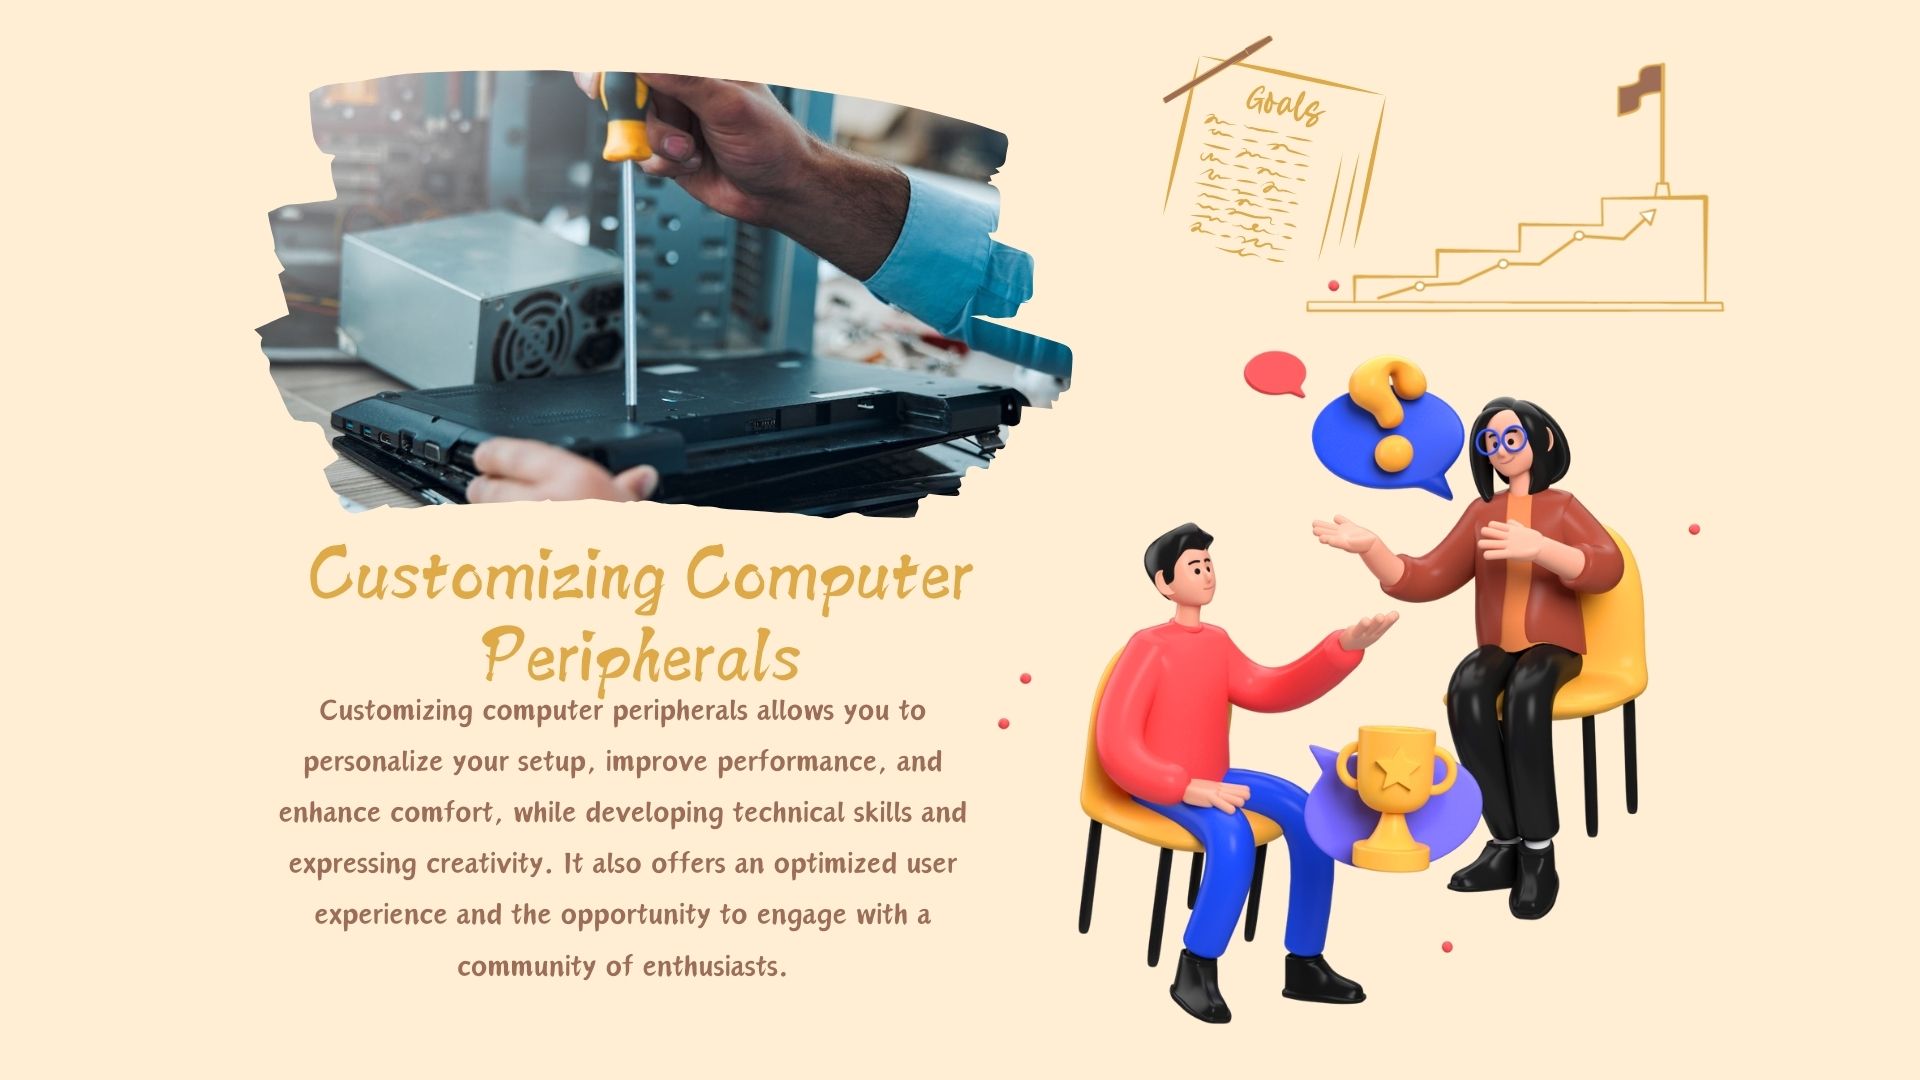 Goals
Customizing Computer
Peripherals
Customizing computer peripherals allows you to
personalize your setup, improve performance, and
enhance comfort, while developing technical skills and
expressing creativity. It also offers an optimized user
experience and the opportunity to engage with a
community of enthusiasts.